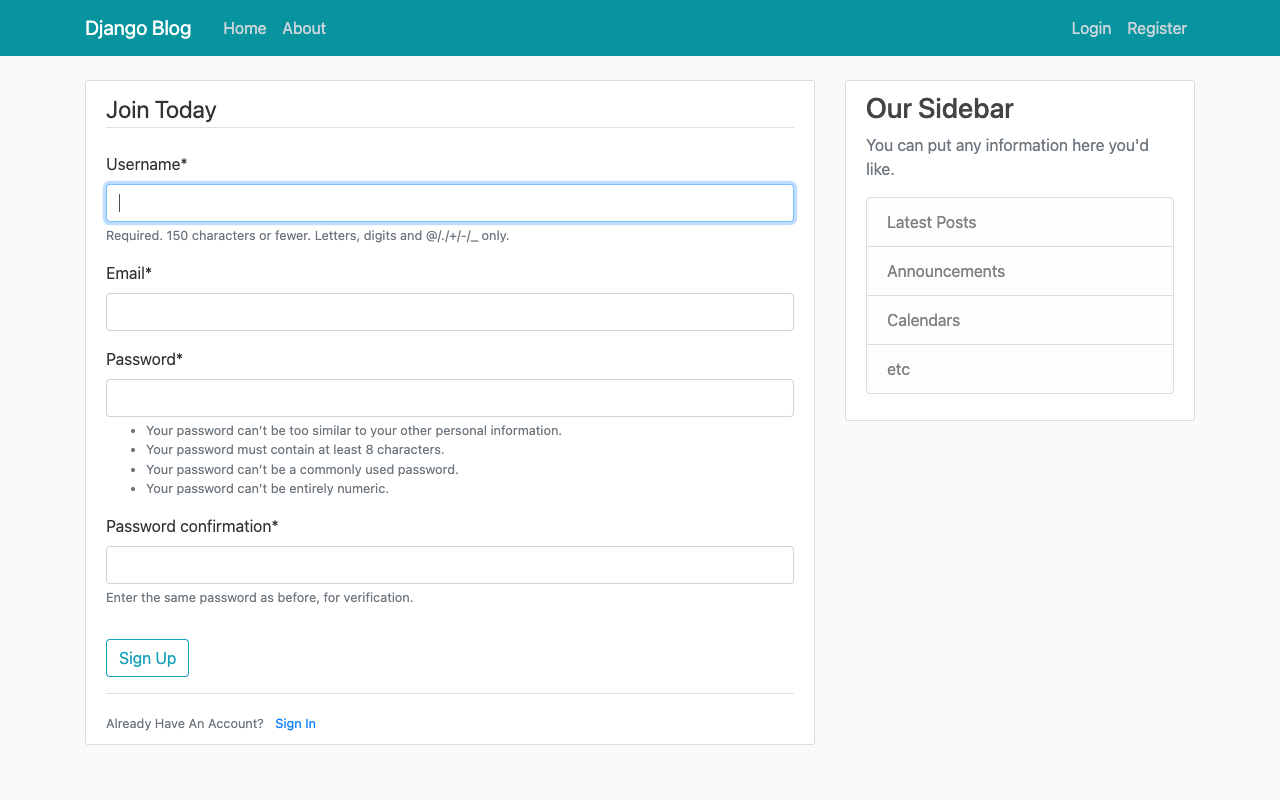 Django Blog Home About Login Register
Join Today
Username*
Required. 150 characters or fewer. Letters, digits and @/./+/-/_ only.
Email*
Password*
Your password can’t be too similar to your other personal information.
Your password must contain at least 8 characters.
Your password can’t be a commonly used password.
Your password can’t be entirely numeric.
Password confirmation*
Enter the same password as before, for verification.
Sign Up
Already Have An Account? Sign In
Our Sidebar
You can put any information here you'd
like.
Latest Posts
Announcements
Calendars
etc